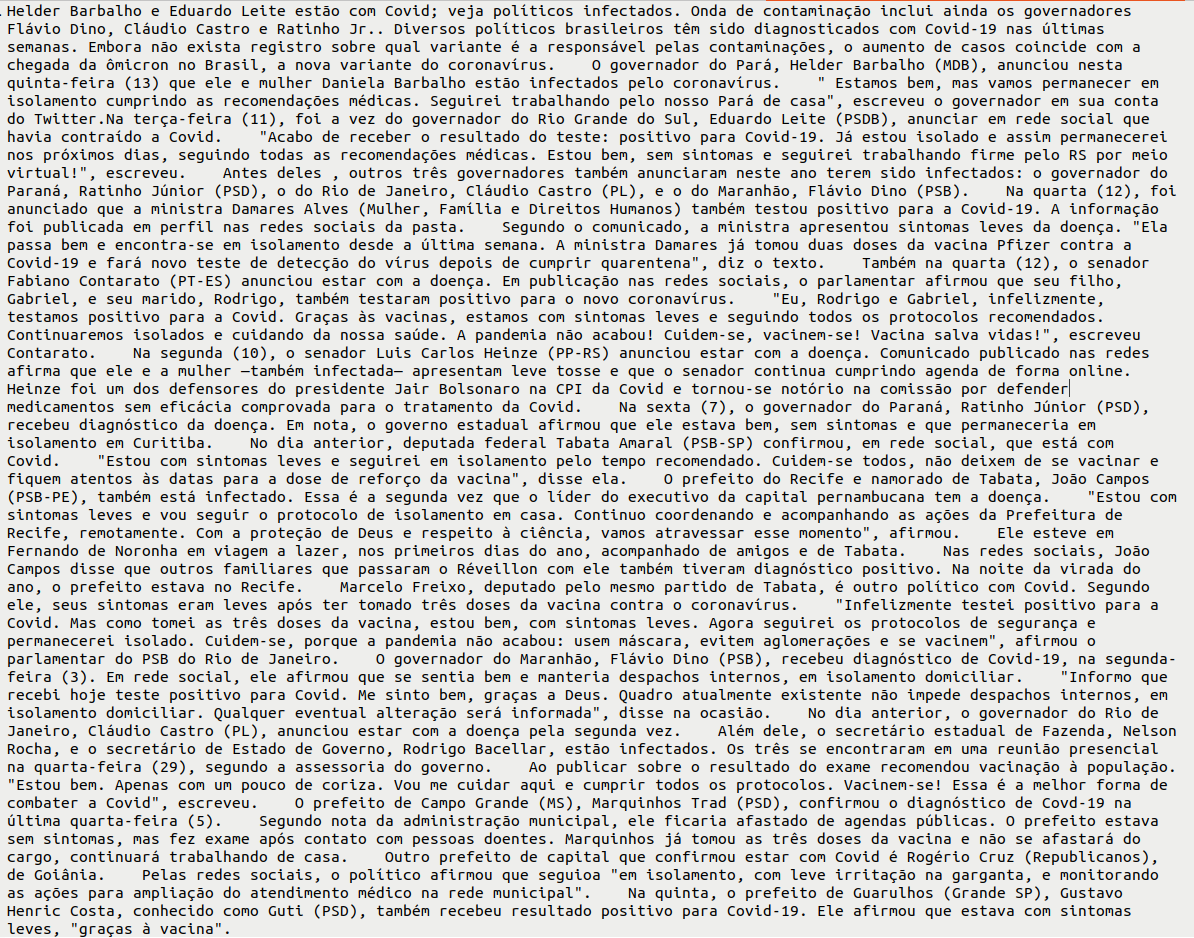 Helder Barbalho e Eduardo Leite estão com Covid; veja políticos infectados. Onda de contaminação inclui ainda os governadores
Flávio Dino, Cláudio Castro e Ratinho Jr.. Diversos políticos brasileiros têm sido diagnosticados com Covid-19 nas últimas
semanas. Embora não exista registro sobre qual variante é a responsável pelas contaminações, o aumento de casos coincide com a
chegada da ômicron no Brasil, a nova variante do coronavírus.    O governador do Pará, Helder Barbalho (MDB), anunciou nesta
quinta-feira (13) que ele e mulher Daniela Barbalho estão infectados pelo coronavírus.    " Estamos bem, mas vamos permanecer em
isolamento cumprindo as recomendações médicas. Seguirei trabalhando pelo nosso Pará de casa", escreveu o governador em sua conta
do Twitter.Na terça-feira (11), foi a vez do governador do Rio Grande do Sul, Eduardo Leite (PSDB), anunciar em rede social que
havia contraído a Covid.    "Acabo de receber o resultado do teste: positivo para Covid-19. Já estou isolado e assim permanecerei
nos próximos dias, seguindo todas as recomendações médicas. Estou bem, sem sintomas e seguirei trabalhando firme pelo RS por meio
virtual!", escreveu.    Antes deles , outros três governadores também anunciaram neste ano terem sido infectados: o governador do
Paraná, Ratinho Júnior (PSD), o do Rio de Janeiro, Cláudio Castro (PL), e o do Maranhão, Flávio Dino (PSB).    Na quarta (12), foi
anunciado que a ministra Damares Alves (Mulher, Família e Direitos Humanos) também testou positivo para a Covid-19. A informação
foi publicada em perfil nas redes sociais da pasta.    Segundo o comunicado, a ministra apresentou sintomas leves da doença. "Ela
passa bem e encontra-se em isolamento desde a última semana. A ministra Damares já tomou duas doses da vacina Pfizer contra a
Covid-19 e fará novo teste de detecção do vírus depois de cumprir quarentena", diz o texto.    Também na quarta (12), o senador
Fabiano Contarato (PT-ES) anunciou estar com a doença. Em publicação nas redes sociais, o parlamentar afirmou que seu filho,
Gabriel, e seu marido, Rodrigo, também testaram positivo para o novo coronavírus.    "Eu, Rodrigo e Gabriel, infelizmente,
testamos positivo para a Covid. Graças às vacinas, estamos com sintomas leves e seguindo todos os protocolos recomendados.
Continuaremos isolados e cuidando da nossa saúde. A pandemia não acabou! Cuidem-se, vacinem-se! Vacina salva vidas!", escreveu
Contarato.    Na segunda (10), o senador Luis Carlos Heinze (PP-RS) anunciou estar com a doença. Comunicado publicado nas redes
afirma que ele e a mulher —também infectada— apresentam leve tosse e que o senador continua cumprindo agenda de forma online.
Heinze foi um dos defensores do presidente Jair Bolsonaro na CPI da Covid e tornou-se notório na comissão por defender
medicamentos sem eficácia comprovada para o tratamento da Covid.    Na sexta (7), o governador do Paraná, Ratinho Júnior (PSD),
recebeu diagnóstico da doença. Em nota, o governo estadual afirmou que ele estava bem, sem sintomas e que permaneceria em
isolamento em Curitiba.    No dia anterior, deputada federal Tabata Amaral (PSB-SP) confirmou, em rede social, que está com
Covid.    "Estou com sintomas leves e seguirei em isolamento pelo tempo recomendado. Cuidem-se todos, não deixem de se vacinar e
fiquem atentos às datas para a dose de reforço da vacina", disse ela.    O prefeito do Recife e namorado de Tabata, João Campos
(PSB-PE), também está infectado. Essa é a segunda vez que o líder do executivo da capital pernambucana tem a doença.    "Estou com
sintomas leves e vou seguir o protocolo de isolamento em casa. Continuo coordenando e acompanhando as ações da Prefeitura de
Recife, remotamente. Com a proteção de Deus e respeito à ciência, vamos atravessar esse momento", afirmou.    Ele esteve em
Fernando de Noronha em viagem a lazer, nos primeiros dias do ano, acompanhado de amigos e de Tabata.    Nas redes sociais, João
Campos disse que outros familiares que passaram o Réveillon com ele também tiveram diagnóstico positivo. Na noite da virada do
ano, o prefeito estava no Recife.    Marcelo Freixo, deputado pelo mesmo partido de Tabata, é outro político com Covid. Segundo
ele, seus sintomas eram leves após ter tomado três doses da vacina contra o coronavírus.    "Infelizmente testei positivo para a
Covid. Mas como tomei as três doses da vacina, estou bem, com sintomas leves. Agora seguirei os protocolos de segurança e
permanecerei isolado. Cuidem-se, porque a pandemia não acabou: usem máscara, evitem aglomerações e se vacinem", afirmou o
parlamentar do PSB do Rio de Janeiro.    O governador do Maranhão, Flávio Dino (PSB), recebeu diagnóstico de Covid-19, na segunda-
feira (3). Em rede social, ele afirmou que se sentia bem e manteria despachos internos, em isolamento domiciliar.    "Informo que
recebi hoje teste positivo para Covid. Me sinto bem, graças a Deus. Quadro atualmente existente não impede despachos internos, em
isolamento domiciliar. Qualquer eventual alteração será informada", disse na ocasião.    No dia anterior, o governador do Rio de
Janeiro, Cláudio Castro (PL), anunciou estar com a doença pela segunda vez.    Além dele, o secretário estadual de Fazenda, Nelson
Rocha, e o secretário de Estado de Governo, Rodrigo Bacellar, estão infectados. Os três se encontraram em uma reunião presencial
na quarta-feira (29), segundo a assessoria do governo.    Ao publicar sobre o resultado do exame recomendou vacinação à população.
"Estou bem. Apenas com um pouco de coriza. Vou me cuidar aqui e cumprir todos os protocolos. Vacinem-se! Essa é a melhor forma de
combater a Covid", escreveu.    O prefeito de Campo Grande (MS), Marquinhos Trad (PSD), confirmou o diagnóstico de Covd-19 na
última quarta-feira (5).    Segundo nota da administração municipal, ele ficaria afastado de agendas públicas. O prefeito estava
sem sintomas, mas fez exame após contato com pessoas doentes. Marquinhos já tomou as três doses da vacina e não se afastará do
cargo, continuará trabalhando de casa.    Outro prefeito de capital que confirmou estar com Covid é Rogério Cruz (Republicanos),
de Goiânia.    Pelas redes sociais, o político afirmou que seguioa "em isolamento, com leve irritação na garganta, e monitorando
as ações para ampliação do atendimento médico na rede municipal".    Na quinta, o prefeito de Guarulhos (Grande SP), Gustavo
Henric Costa, conhecido como Guti (PSD), também recebeu resultado positivo para Covid-19. Ele afirmou que estava com sintomas
leves, "graças à vacina".